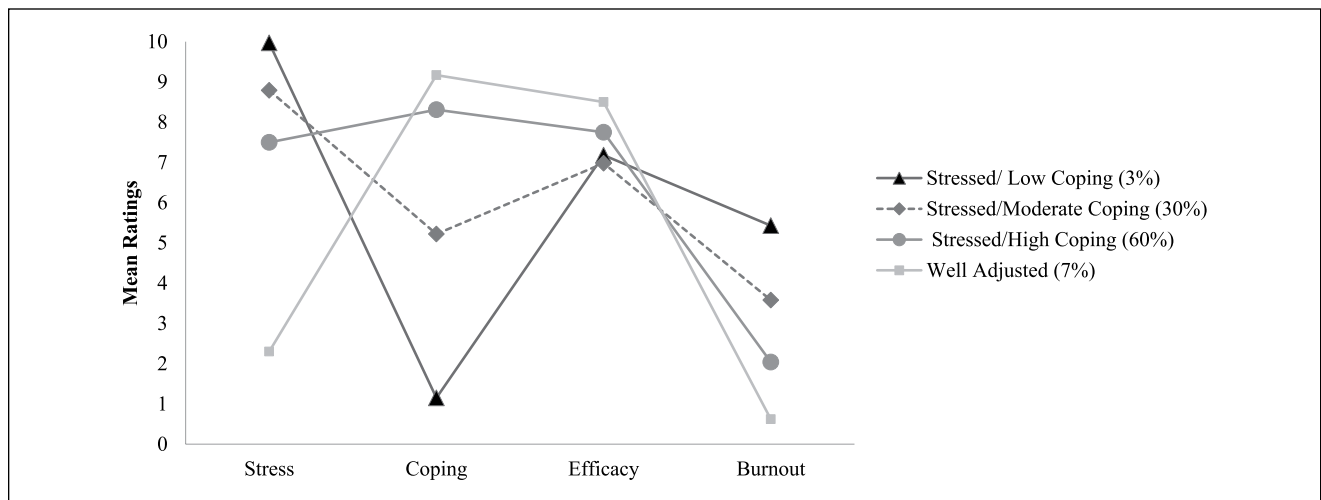 10
9
8
7
6
5
4
3
2
1
0
Mean Ratings
Stress Coping Efficacy Burnout
Stressed/ Low Coping (3%)
Stressed/Moderate Coping (30%)
Stressed/High Coping (60%)
Well Adjusted (7%)